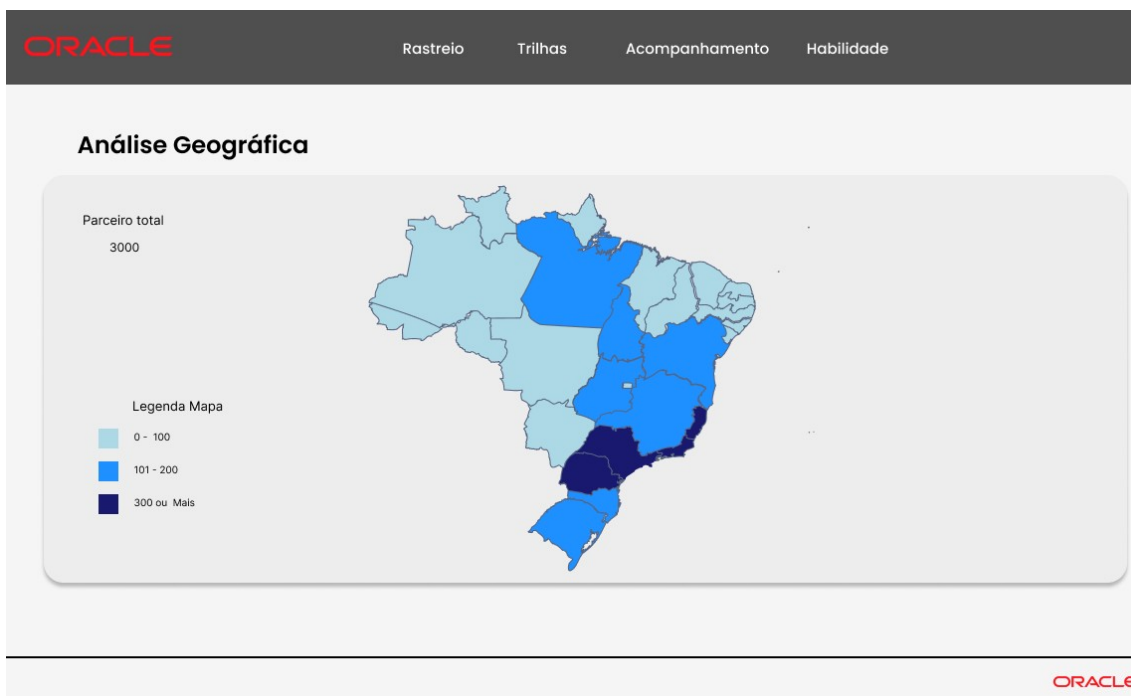 ORACLE
Rastreio Trilhas Acompanhamento Habilidade
Análise Geográfica
Parceiro total
3000
Legenda Mapa
0 - 100
101 - 200
300 ou Mais
ORACLE